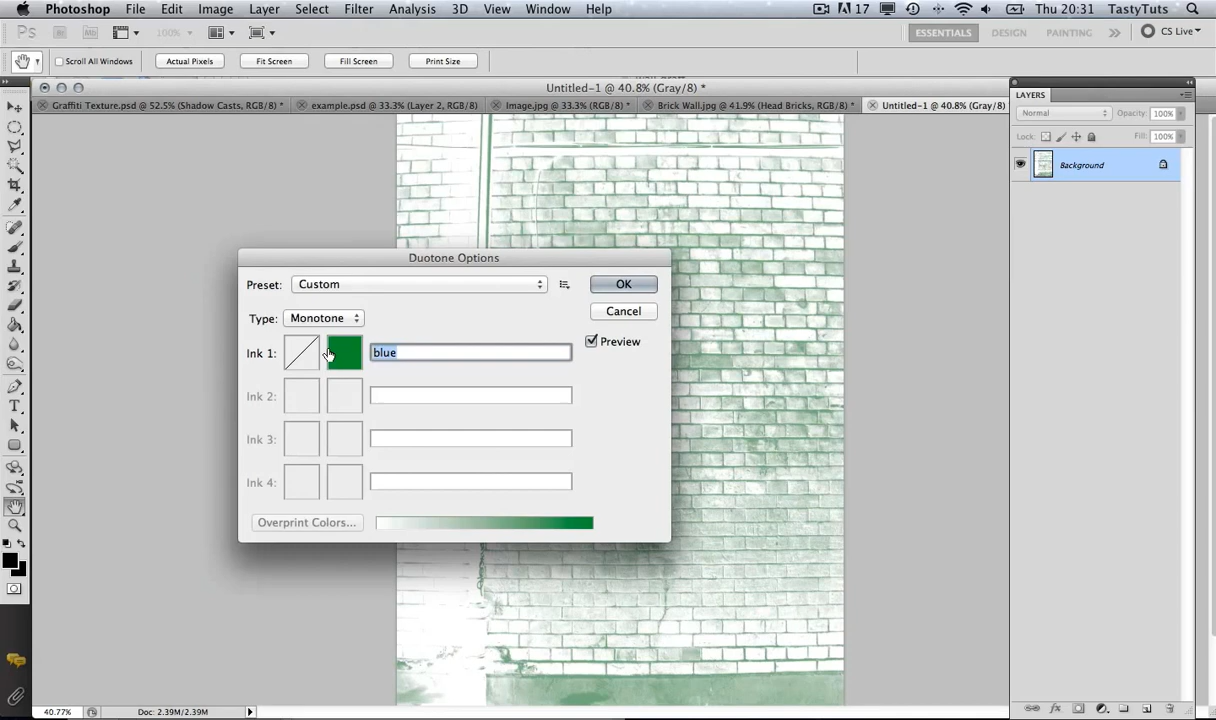 Photoshop File Edit Image Layer Select Filter Analysis 3D View Window Help 17 Thu 20:31 TastyTuts
Ps Br Mb 100% ESSENTIALS DESIGN PAINTING CS Live
Scroll All Windows Actual Pixels Fit Screen Fill Screen Print Size
Untitled-1 @ 40.8% (Gray/8) *
Graffiti Texture.psd @ 52.5% (Shadow Casts, RGB/8) * example.psd @ 33.3% (Layer 2, RGB/8) Image.jpg @ 33.3% (RGB/8) * Brick Wall.jpg @ 41.9% (Head Bricks, RGB/8) * Untitled-1 @ 40.8% (Gray/8)
LAYERS
Normal Opacity: 100%
Lock: Fill: 100%
Background
Duotone Options
Preset: Custom OK
Type: Monotone Cancel
Preview
Ink 1: blue
Ink 2:
Ink 3:
Ink 4:
Overprint Colors...
40.77% Doc: 2.39M/2.39M